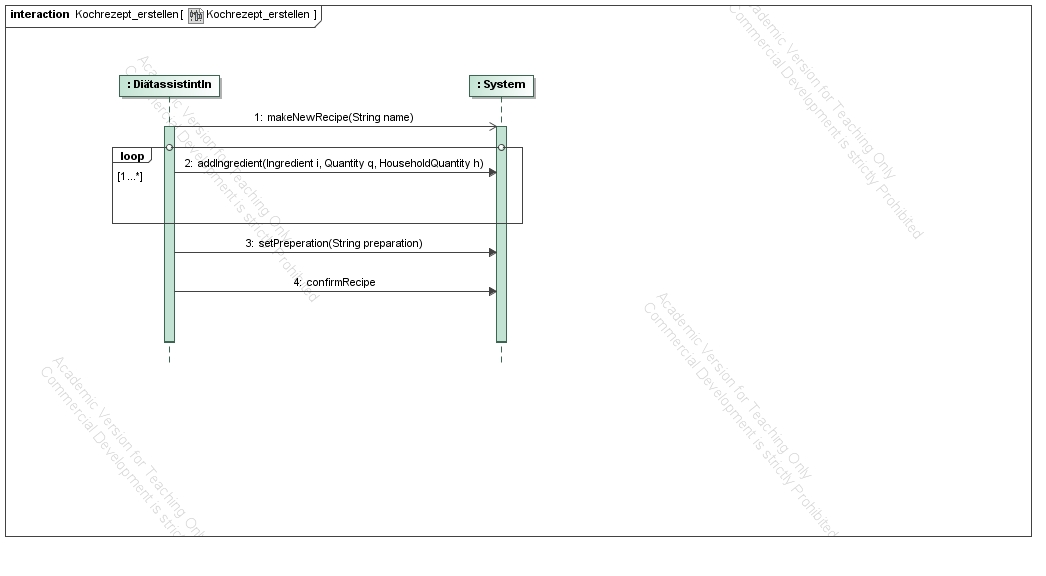 interaction Kochrezept_erstellen [ Kochrezept_erstellen ]
: DiätassistintIn
: System
1: makeNewRecipe(String name)
loop
2: addIngredient(Ingredient i, Quantity q, HouseholdQuantity h)
[1...*]
3: setPreperation(String preparation)
4: confirmRecipe
Academic Version for Teaching Only
Commercial Development is strictly Prohibited
Academic Version for Teaching Only
Commercial Development is strictly Prohibited
Academic Version for Teaching Only
Commercial Development is stric
Academic Version for Teaching Only
Commercial Development is strictly Prohibited